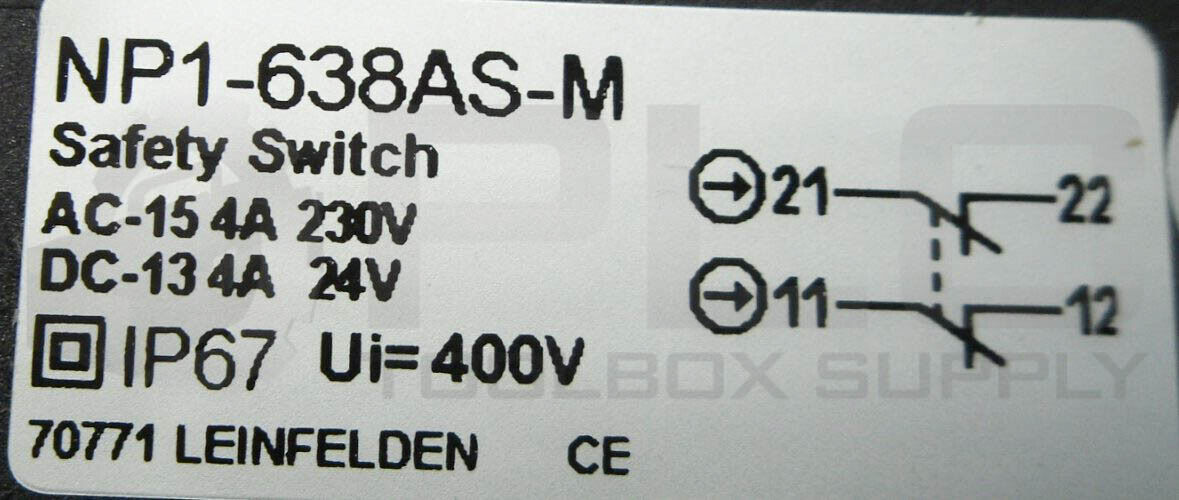 NP1-638AS-M
Safety Switch
AC-15 4A 230V
DC-13 4A 24V
IP67 Ui=400V
70771 LEINFELDEN CE
21 22
11 12
PLC
TOOLBOX SUPPLY